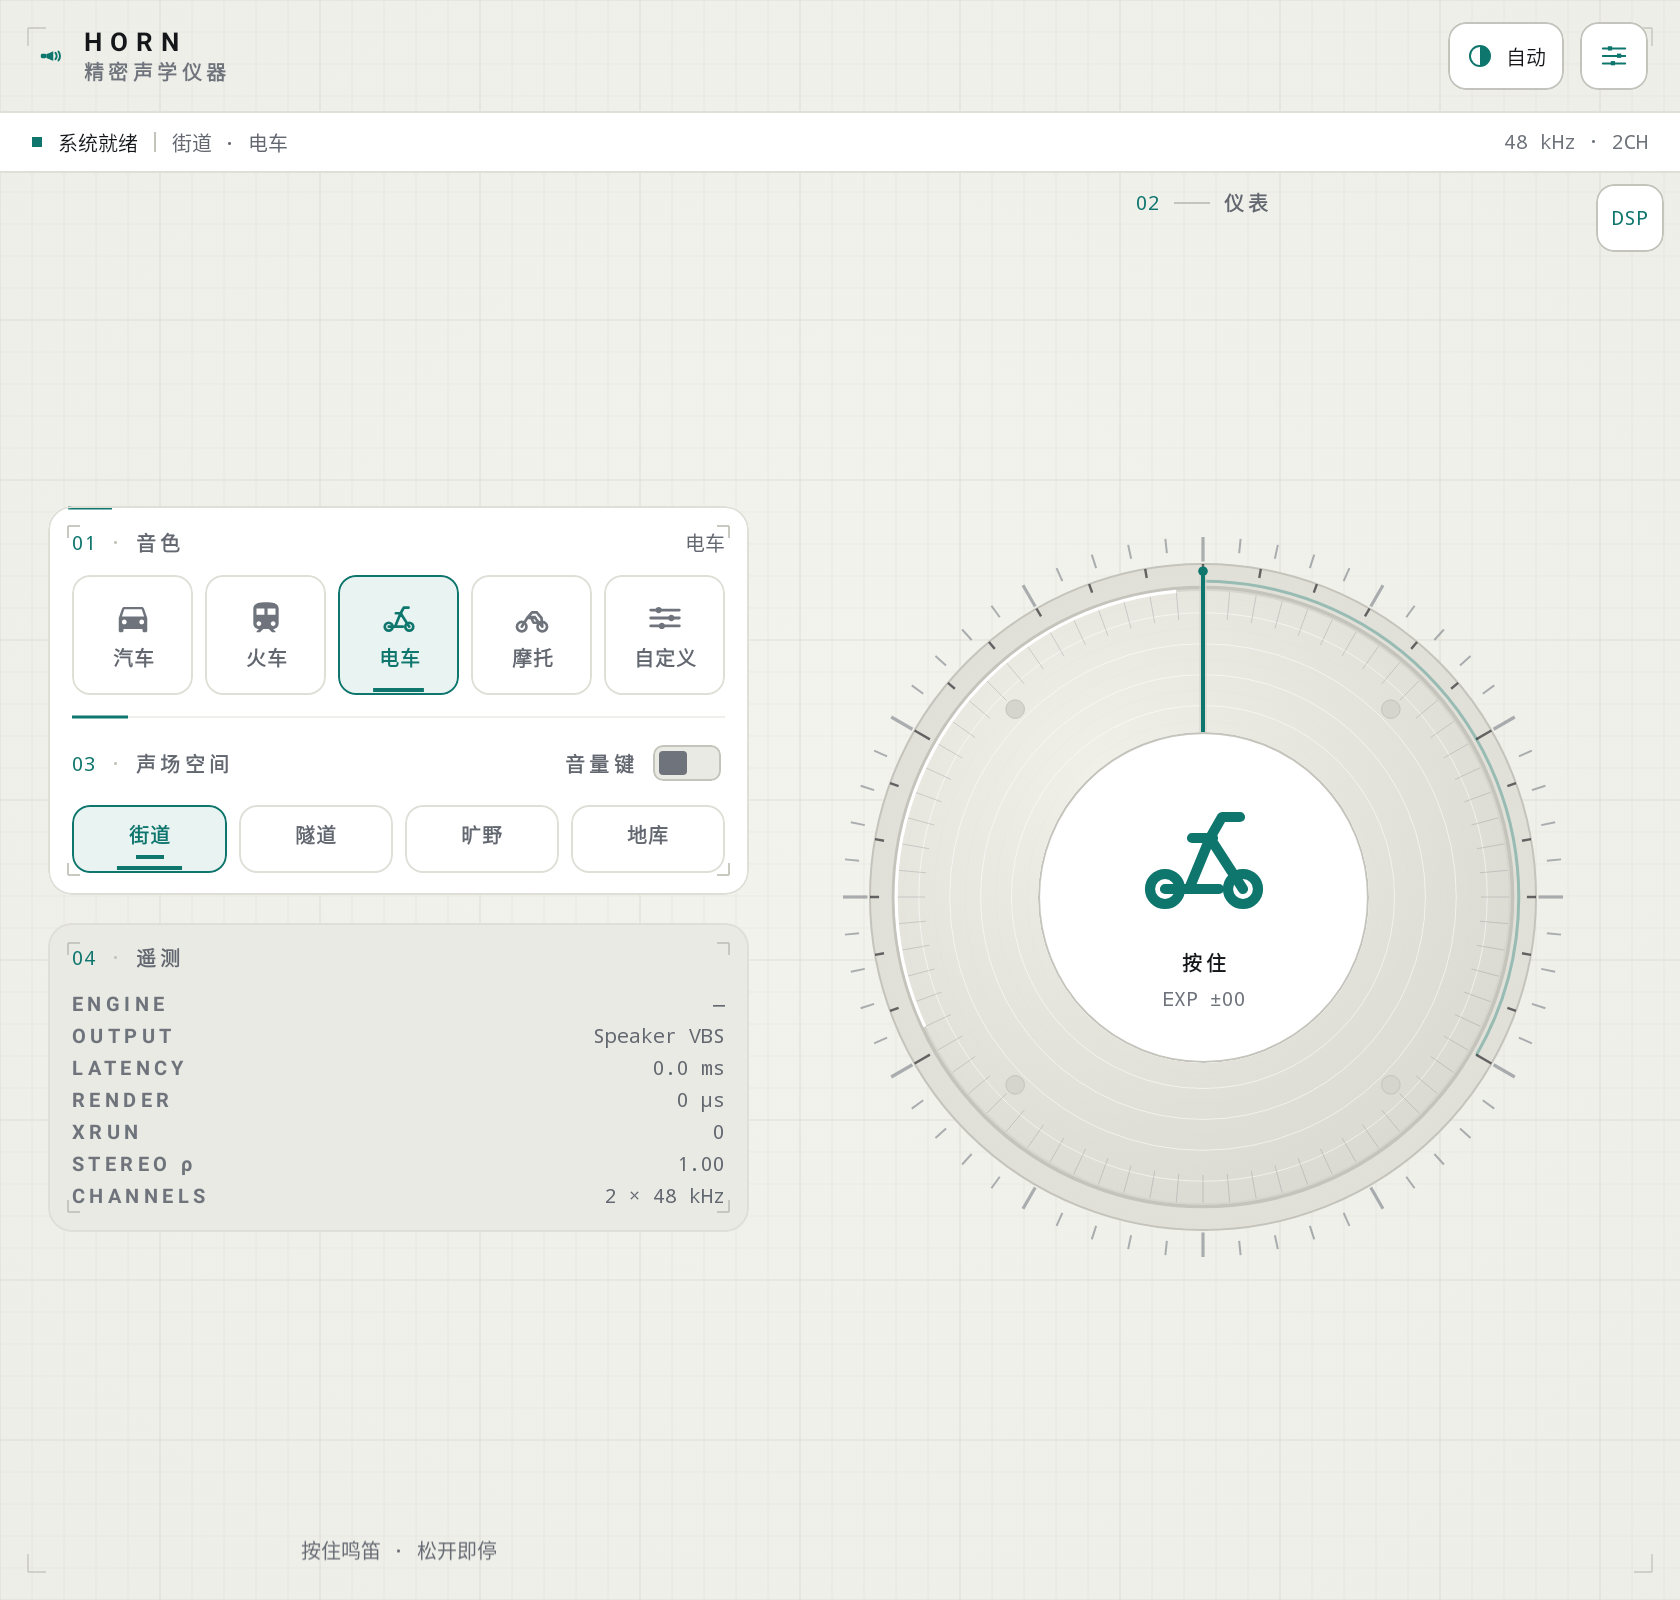 HORN
精密声学仪器
自动
系统就绪 | 街道 · 电车
48 kHz · 2CH
02 — 仪表
DSP
01 · 音色
电车
汽车
火车
电车
摩托
自定义
03 · 声场空间
音量键
街道
隧道
旷野
地库
04 · 遥测
ENGINE —
OUTPUT Speaker VBS
LATENCY 0.0 ms
RENDER 0 µs
XRUN 0
STEREO ρ 1.00
CHANNELS 2 × 48 kHz
按住
EXP ±00
按住鸣笛 · 松开即停